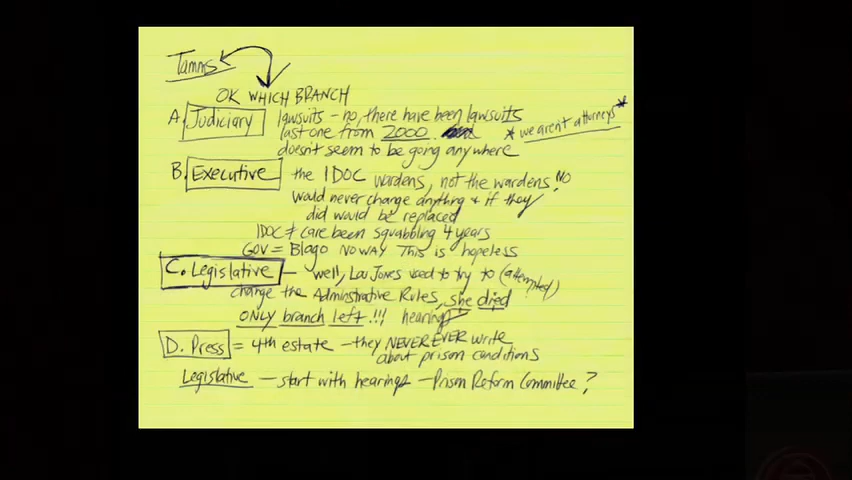 Tamms
OK WHICH BRANCH
A. Judiciary lawsuits - no, there have been lawsuits
last one from 2000. * we aren't attorneys *
doesn't seem to be going anywhere
B. Executive the IDOC wardens, not the wardens. NO
would never change anything & if they
did would be replaced
IDOC ≠ care been squabbling 4 years
GOV = Blago NO WAY This is hopeless
C. Legislative - well, Lou Jones used to try to (attempted)
change the Administrative Rules, she died
ONLY branch left!!! hearings
D. Press = 4th estate - they NEVER EVER write
about prison conditions
Legislative - start with hearings - Prison Reform Committee?